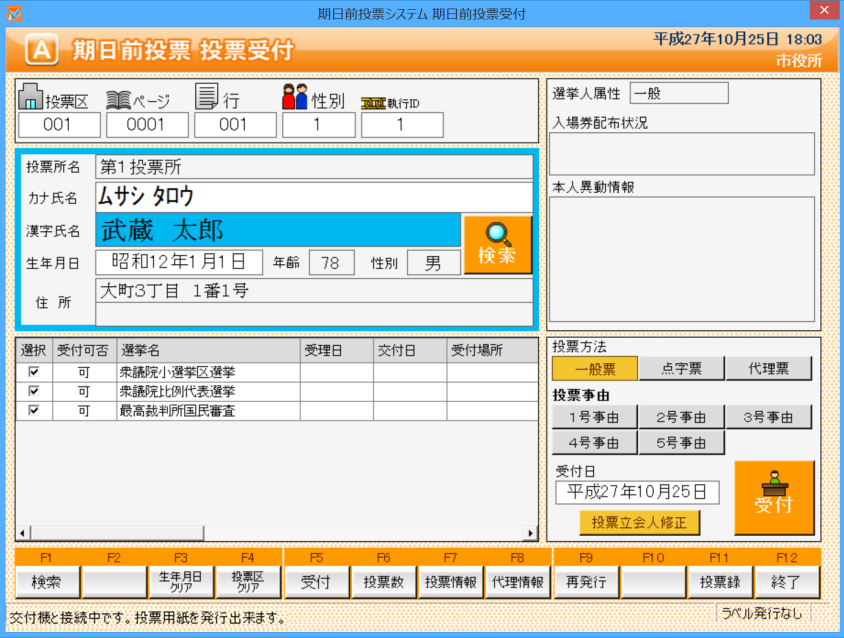 期日前投票システム 期日前投票受付
A 期日前投票 投票受付
平成27年10月25日 18:03
市役所
投票区 ページ 行 性別 執行ID
001 0001 001 1 1
投票所名 第1投票所
カナ氏名 ムサシ タロウ
漢字氏名 武蔵 太郎
検索
生年月日 昭和12年1月1日 年齢 78 性別 男
住 所 大町3丁目 1番1号
選挙人属性 一般
入場券配布状況
本人異動情報
選択 受付可否 選挙名 受理日 交付日 受付場所
可 衆議院小選挙区選挙
可 衆議院比例代表選挙
可 最高裁判所国民審査
投票方法
一般票 点字票 代理票
投票事由
1号事由 2号事由 3号事由
4号事由 5号事由
受付日
平成27年10月25日
受付
投票立会人修正
F1 F2 F3 F4 F5 F6 F7 F8 F9 F10 F11 F12
検索 生年月日クリア 投票区クリア 受付 投票数 投票情報 代理情報 再発行 投票録 終了
交付機と接続中です。投票用紙を発行出来ます。
ラベル発行なし